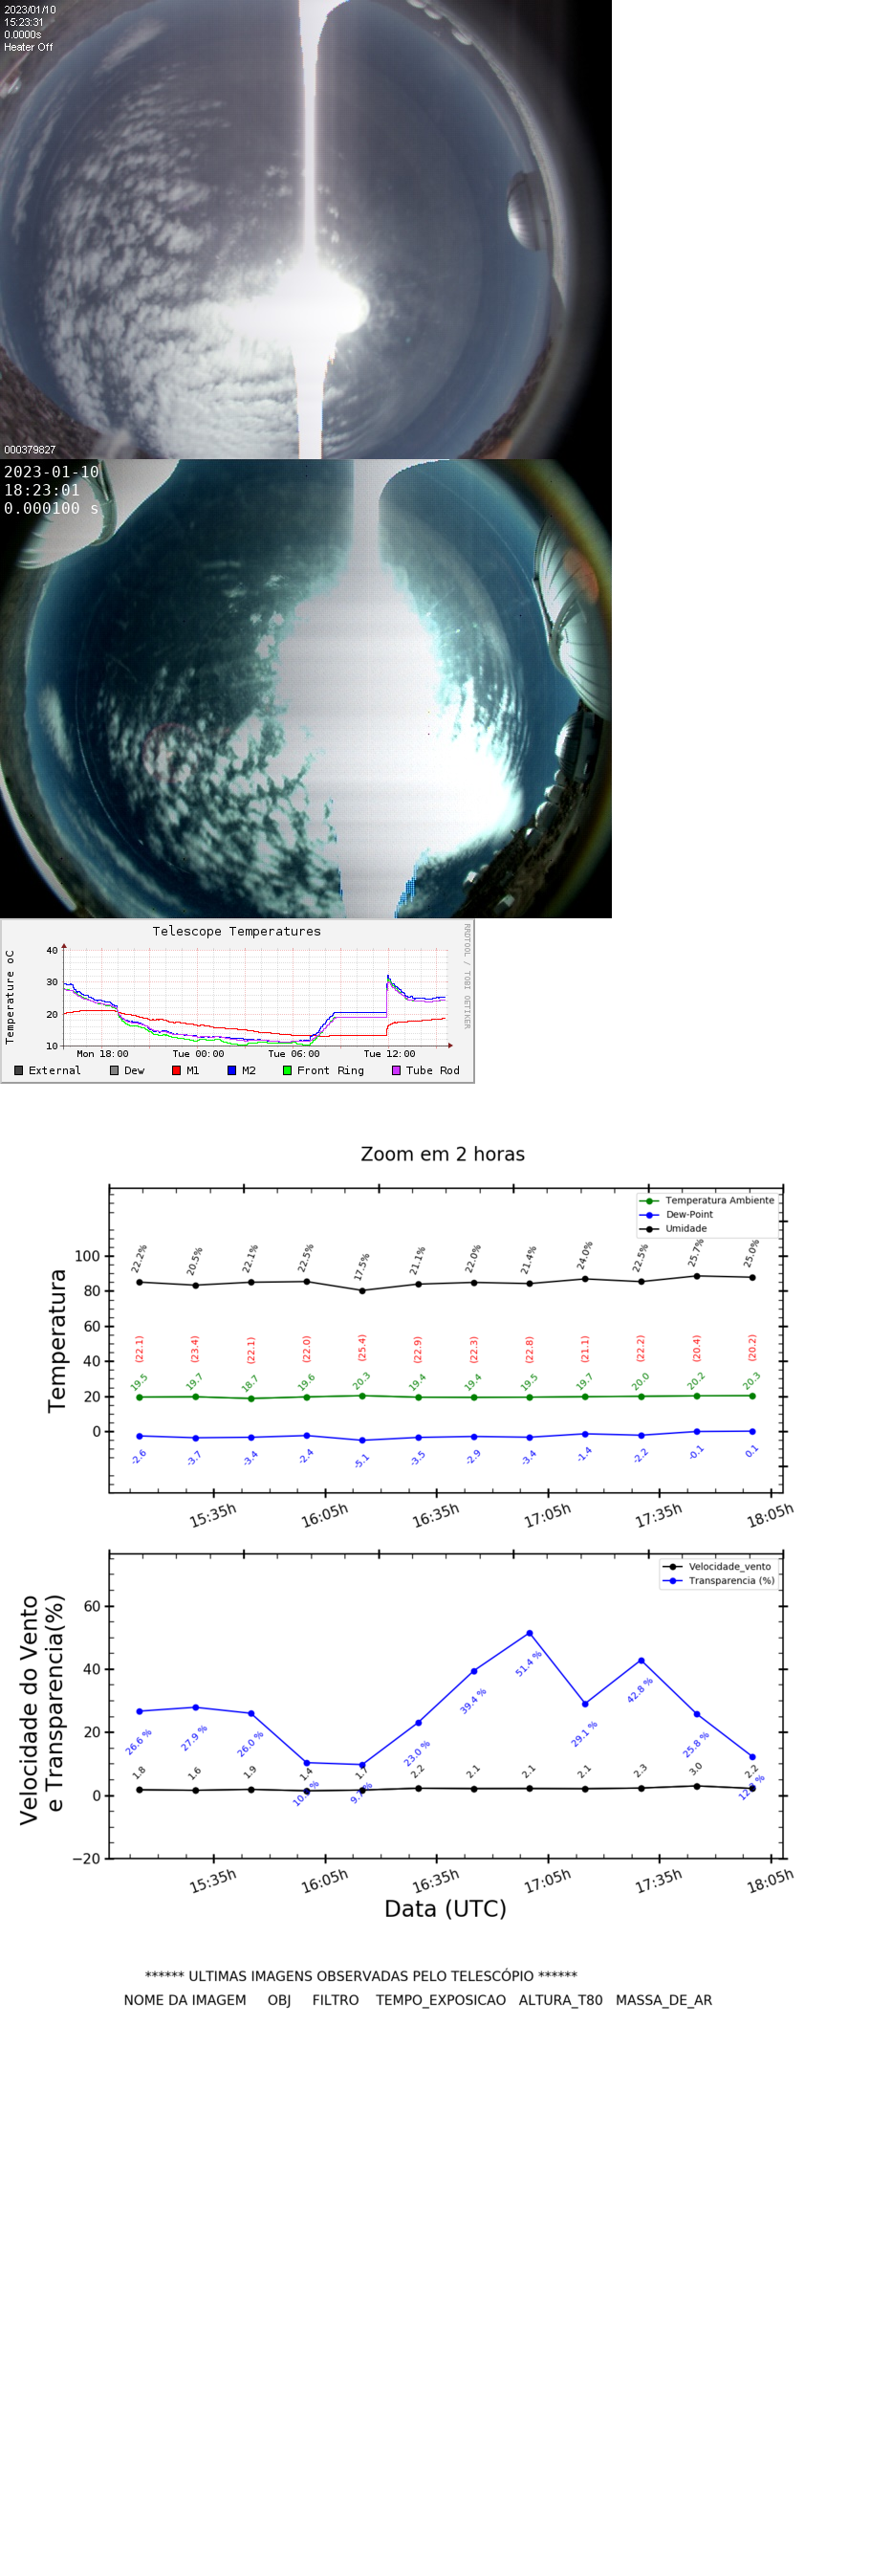 2023/01/10
15:23:31
0.0000s
Heater Off
000379827
2023-01-10
18:23:01
0.000100 s
Telescope Temperatures
RRDTOOL / TOBI OETIKER
Temperature oC
40
30
20
10
Mon 18:00 Tue 00:00 Tue 06:00 Tue 12:00
External Dew M1 M2 Front Ring Tube Rod
Zoom em 2 horas
Temperatura Ambiente
Dew-Point
Umidade
Temperatura
100
80
60
40
20
0
22.2% 20.5% 22.1% 22.5% 17.5% 21.1% 22.0% 21.4% 24.0% 22.5% 25.7% 25.0%
(22.1) (23.4) (22.1) (22.0) (25.4) (22.9) (22.3) (22.8) (21.1) (22.2) (20.4) (20.2)
19.5 19.7 18.7 19.6 20.3 19.4 19.4 19.5 19.7 20.0 20.2 20.3
-2.6 -3.7 -3.4 -2.4 -5.1 -3.5 -2.9 -3.4 -1.4 -2.2 -0.1 0.1
15:35h 16:05h 16:35h 17:05h 17:35h 18:05h
Velocidade_vento
Transparencia (%)
Velocidade do Vento
e Transparencia(%)
60
40
20
0
−20
26.6 % 27.9 % 26.0 % 23.0 % 39.4 % 51.4 % 29.1 % 42.8 % 25.8 %
1.8 1.6 1.9 1.4 1.7 2.2 2.1 2.1 2.1 2.3 3.0 2.2
15:35h 16:05h 16:35h 17:05h 17:35h 18:05h
Data (UTC)
****** ULTIMAS IMAGENS OBSERVADAS PELO TELESCÓPIO ******
NOME DA IMAGEM OBJ FILTRO TEMPO_EXPOSICAO ALTURA_T80 MASSA_DE_AR